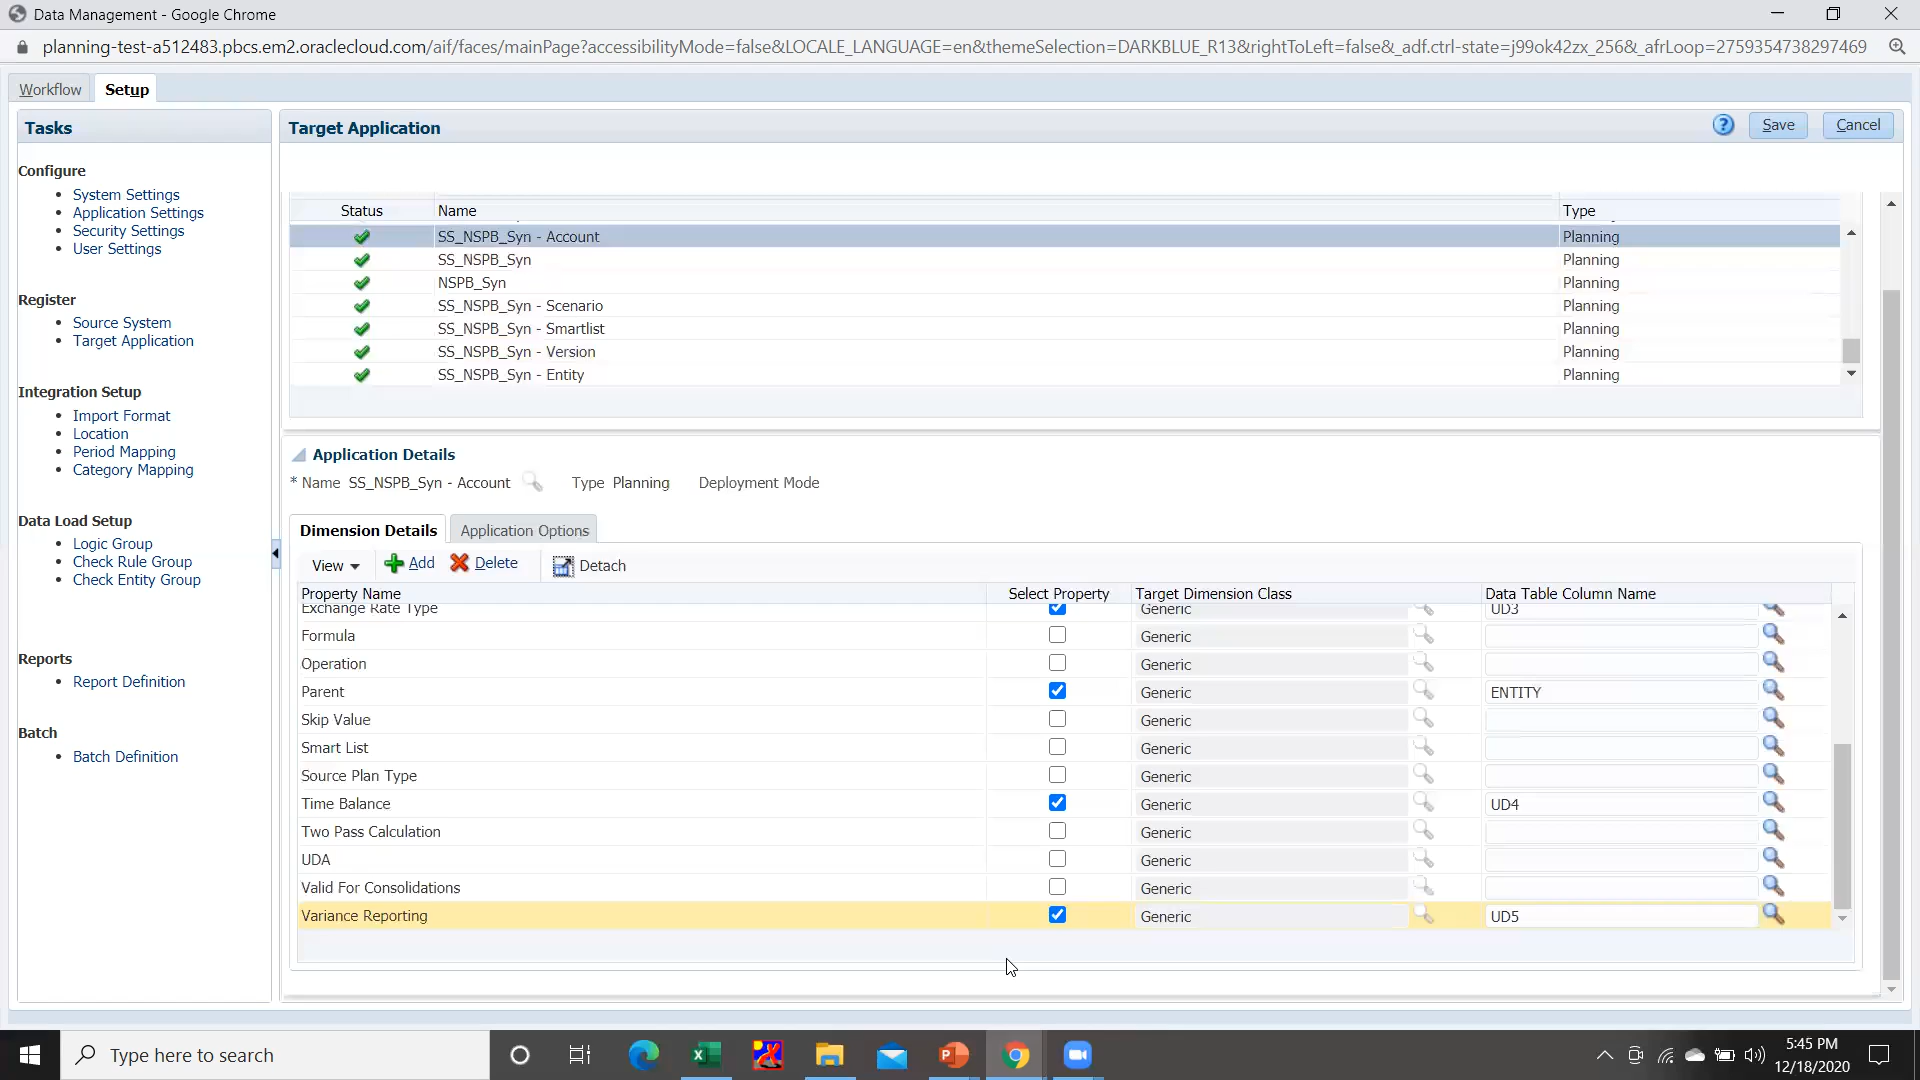 Data Management - Google Chrome
planning-test-a512483.pbcs.em2.oraclecloud.com/aif/faces/mainPage?accessibilityMode=false&LOCALE_LANGUAGE=en&themeSelection=DARKBLUE_R13&rightToLeft=false&_adf.ctrl-state=j99ok42zx_256&_afrLoop=2759354738297469
Workflow Setup
Tasks
Target Application
? Save Cancel
Configure
System Settings
Application Settings
Security Settings
User Settings
Register
Source System
Target Application
Integration Setup
Import Format
Location
Period Mapping
Category Mapping
Data Load Setup
Logic Group
Check Rule Group
Check Entity Group
Reports
Report Definition
Batch
Batch Definition
Status Name Type
SS_NSPB_Syn - Account Planning
SS_NSPB_Syn Planning
NSPB_Syn Planning
SS_NSPB_Syn - Scenario Planning
SS_NSPB_Syn - Smartlist Planning
SS_NSPB_Syn - Version Planning
SS_NSPB_Syn - Entity Planning
Application Details
* Name SS_NSPB_Syn - Account Type Planning Deployment Mode
Dimension Details Application Options
View Add Delete Detach
Property Name Select Property Target Dimension Class Data Table Column Name
Exchange Rate Type Generic UD3
Formula Generic
Operation Generic
Parent Generic ENTITY
Skip Value Generic
Smart List Generic
Source Plan Type Generic
Time Balance Generic UD4
Two Pass Calculation Generic
UDA Generic
Valid For Consolidations Generic
Variance Reporting Generic UD5
Type here to search
5:45 PM
12/18/2020